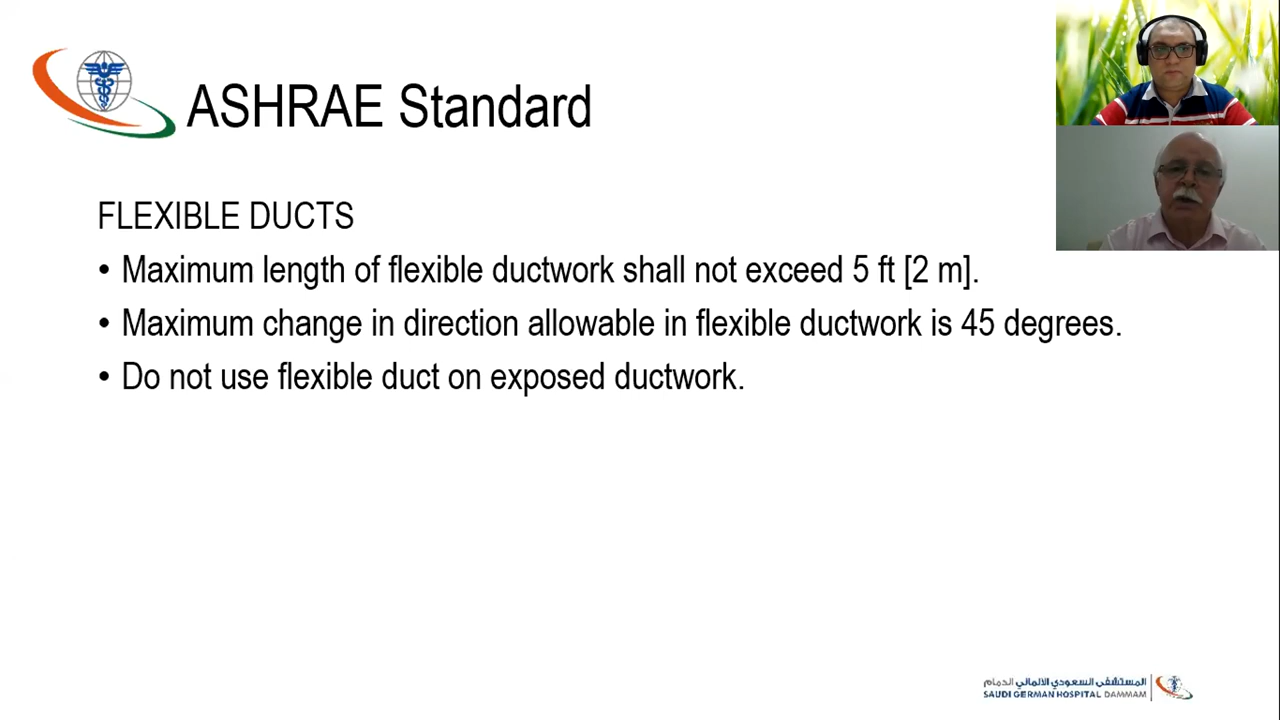 ASHRAE Standard
FLEXIBLE DUCTS
• Maximum length of flexible ductwork shall not exceed 5 ft [2 m].
• Maximum change in direction allowable in flexible ductwork is 45 degrees.
• Do not use flexible duct on exposed ductwork.
المستشفى السعودي الألماني الدمام
SAUDI GERMAN HOSPITAL DAMMAM